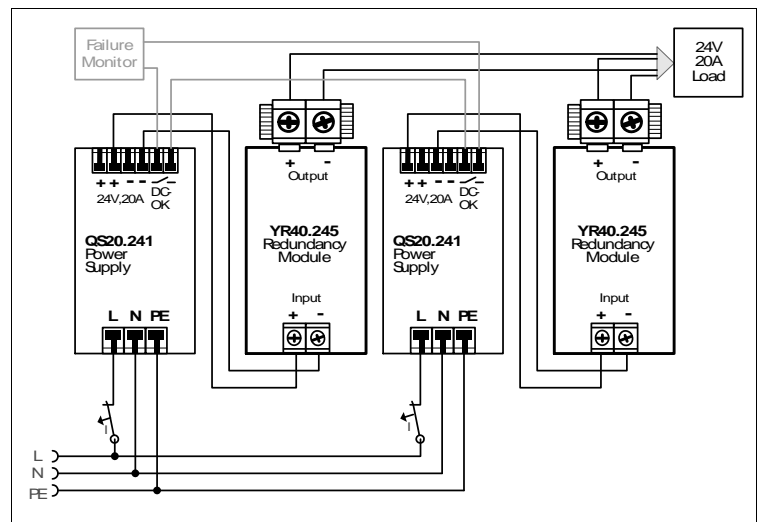 Failure
Monitor
24V
20A
Load
+ + - -
24V,20A
DC-
OK
QS20.241
Power
Supply
L N PE
+ -
Output
YR40.245
Redundancy
Module
Input
+ -
+ + - -
24V,20A
DC-
OK
QS20.241
Power
Supply
L N PE
+ -
Output
YR40.245
Redundancy
Module
Input
+ -
I
I
L
N
PE